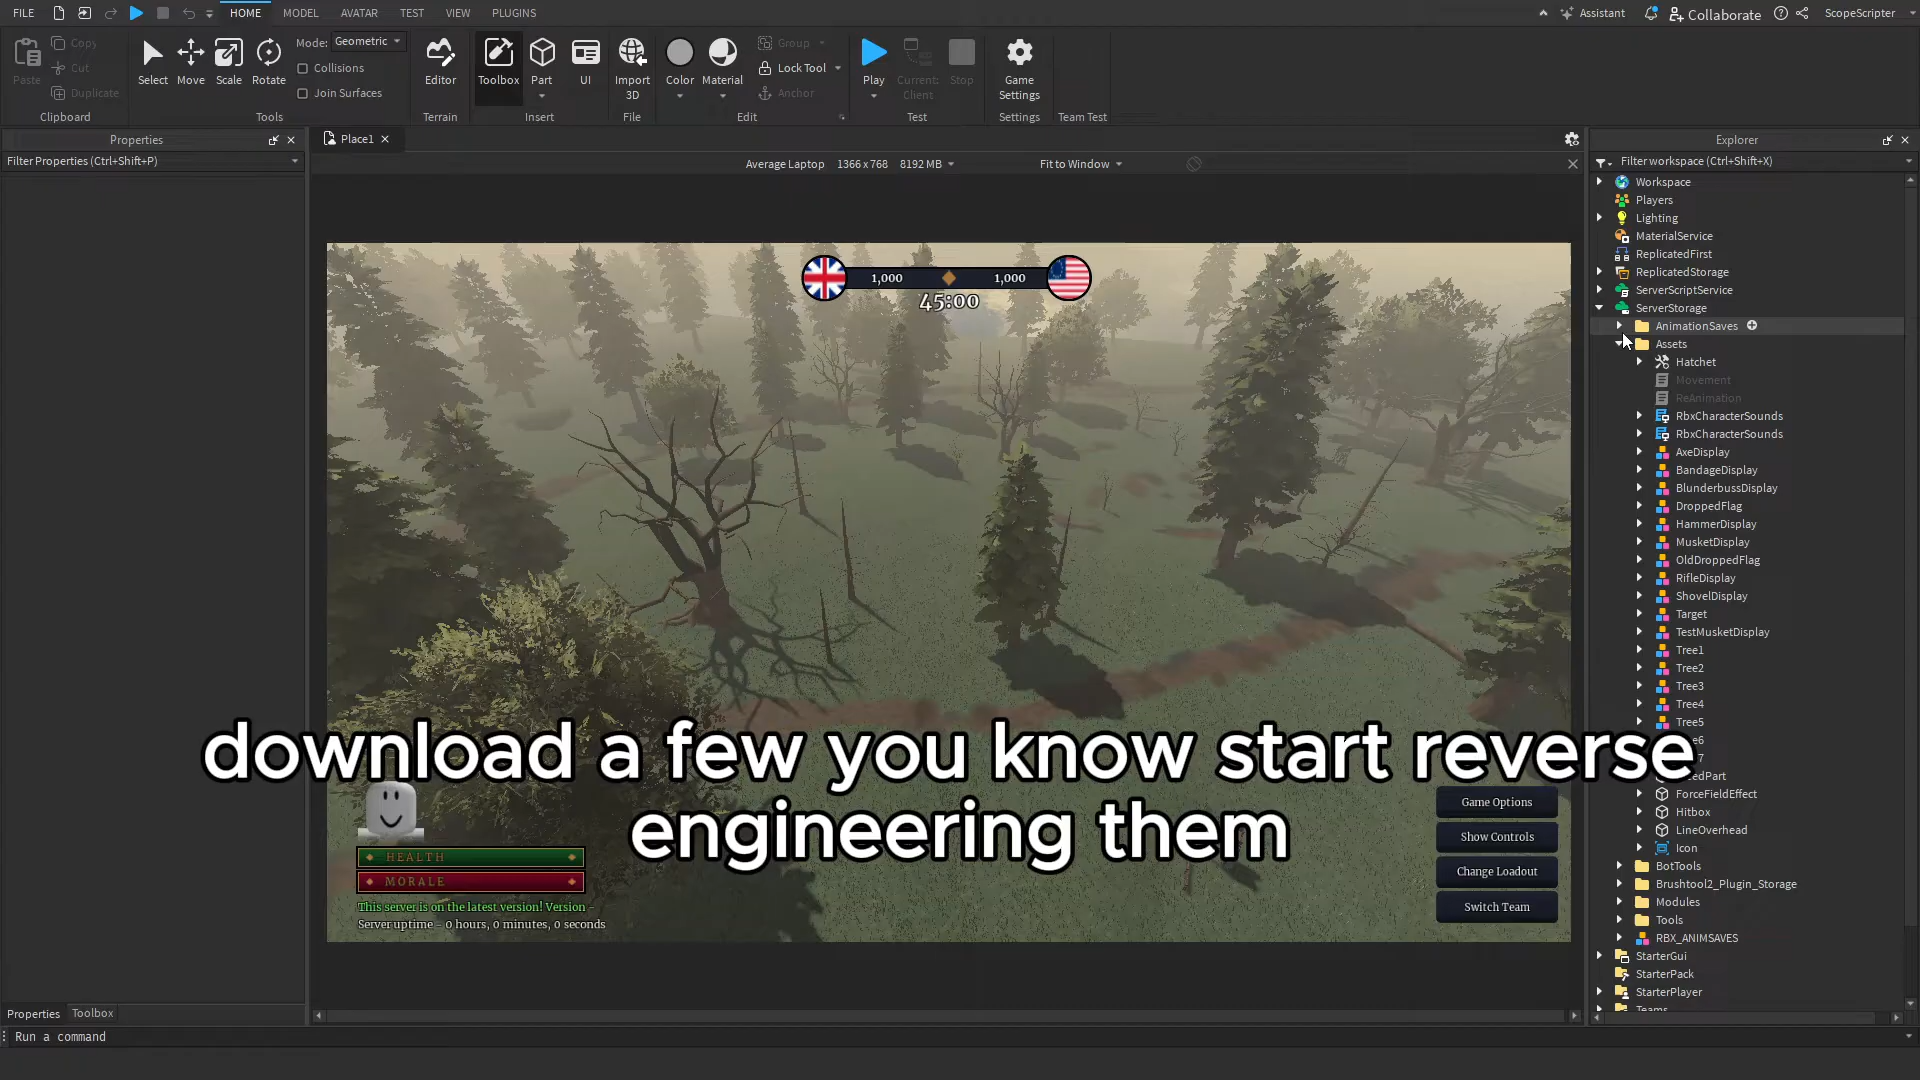 FILE HOME MODEL AVATAR TEST VIEW PLUGINS Assistant Collaborate ScopeScripter
Paste Copy Cut Duplicate Clipboard
Select Move Scale Rotate Mode: Geometric Collisions Join Surfaces Tools
Editor Terrain
Toolbox Part UI Insert
Import 3D File
Color Material Group Lock Tool Anchor Edit
Play Current: Client Stop Test
Game Settings Settings
Team Test
Properties
Filter Properties (Ctrl+Shift+P)
Place1
Average Laptop 1366 x 768 8192 MB Fit to Window
1,000 1,000
45:00
download a few you know start reverse
engineering them
HEALTH
MORALE
This server is on the latest version! Version –
Server uptime – 0 hours, 0 minutes, 0 seconds
Game Options
Show Controls
Change Loadout
Switch Team
Explorer
Filter workspace (Ctrl+Shift+X)
Workspace
Players
Lighting
MaterialService
ReplicatedFirst
ReplicatedStorage
ServerScriptService
ServerStorage
AnimationSaves
Assets
Hatchet
Movement
ReAnimation
RbxCharacterSounds
RbxCharacterSounds
AxeDisplay
BandageDisplay
BlunderbussDisplay
DroppedFlag
HammerDisplay
MusketDisplay
OldDroppedFlag
RifleDisplay
ShovelDisplay
Target
TestMusketDisplay
Tree1
Tree2
Tree3
Tree4
Tree5
ForceFieldEffect
Hitbox
LineOverhead
Icon
BotTools
Brushtool2_Plugin_Storage
Modules
Tools
RBX_ANIMSAVES
StarterGui
StarterPack
StarterPlayer
Teams
Properties Toolbox
Run a command